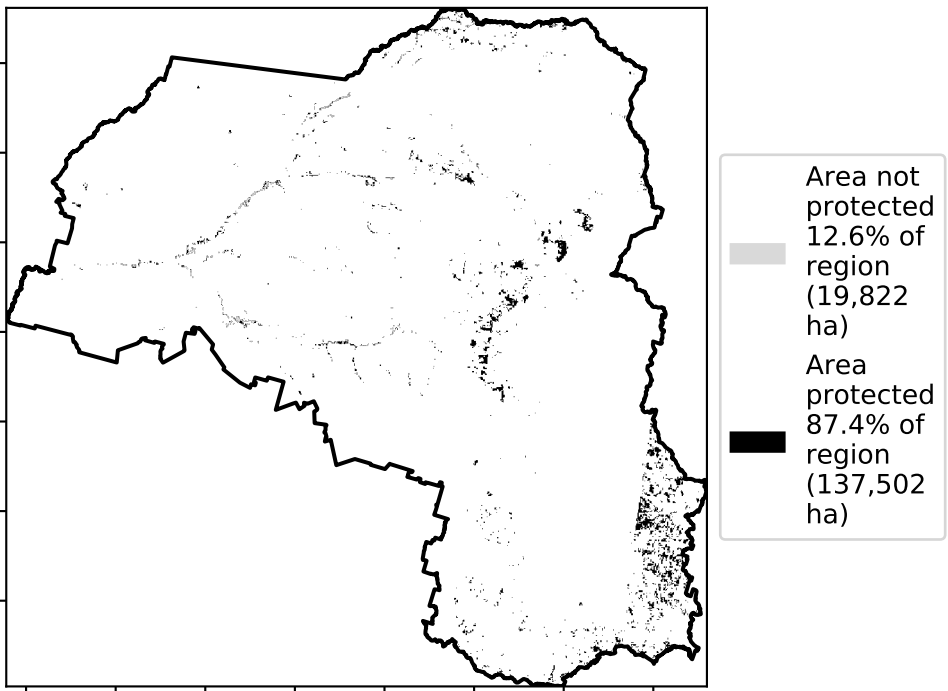 Area not
protected
12.6% of
region
(19,822
ha)
Area
protected
87.4% of
region
(137,502
ha)